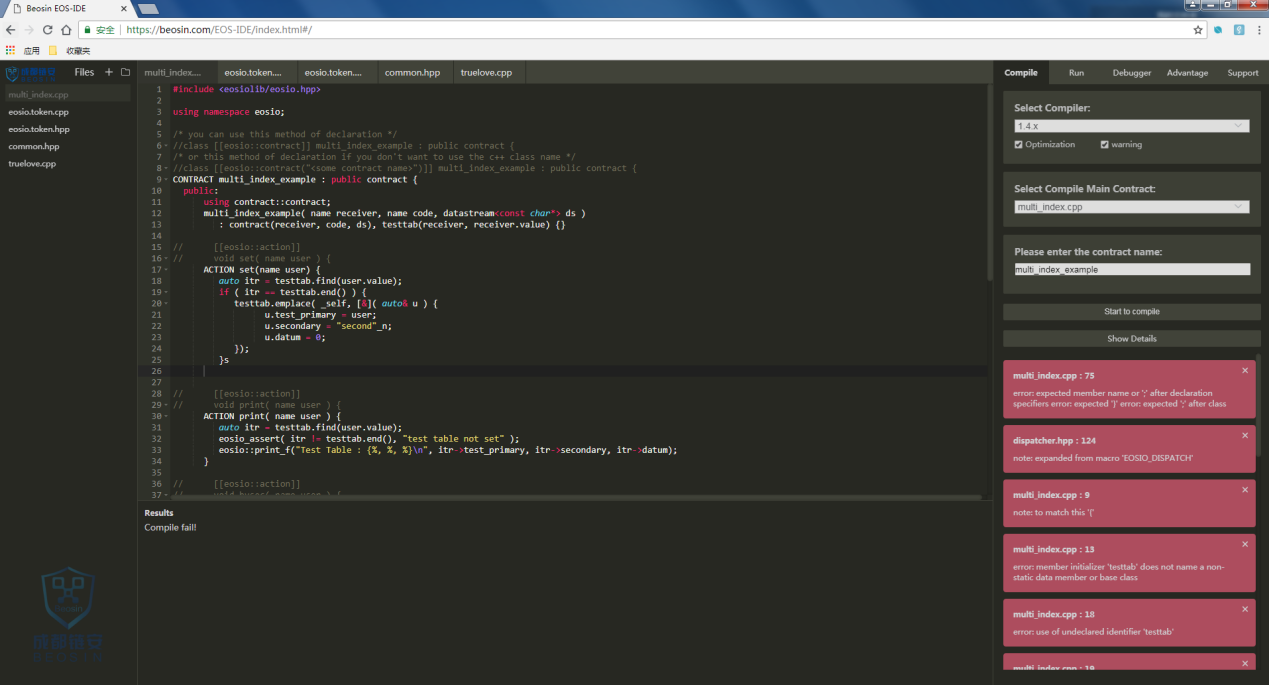 Beosin EOS-IDE
安全 https://beosin.com/EOS-IDE/index.html#/
应用 收藏夹
Files
multi_index.cpp
eosio.token.cpp
eosio.token.hpp
common.hpp
truelove.cpp
multi_index.... eosio.token.... eosio.token.... common.hpp truelove.cpp
1 #include <eosiolib/eosio.hpp>
2
3 using namespace eosio;
4
5 /* you can use this method of declaration */
6 //class [[eosio::contract]] multi_index_example : public contract {
7 /* or this method of declaration if you don't want to use the c++ class name */
8 //class [[eosio::contract("<some contract name>")]] multi_index_example : public contract {
9 CONTRACT multi_index_example : public contract {
10 public:
11 using contract::contract;
12 multi_index_example( name receiver, name code, datastream<const char*> ds )
13 : contract(receiver, code, ds), testtab(receiver, receiver.value) {}
14
15 // [[eosio::action]]
16 // void set( name user ) {
17 ACTION set(name user) {
18 auto itr = testtab.find(user.value);
19 if ( itr == testtab.end() ) {
20 testtab.emplace( _self, [&]( auto& u ) {
21 u.test_primary = user;
22 u.secondary = "second"_n;
23 u.datum = 0;
24 });
25 }s
26
27
28 // [[eosio::action]]
29 // void print( name user ) {
30 ACTION print( name user ) {
31 auto itr = testtab.find(user.value);
32 eosio_assert( itr != testtab.end(), "test table not set" );
33 eosio::print_f("Test Table : {%, %, %}\n", itr->test_primary, itr->secondary, itr->datum);
34 }
35
36 // [[eosio::action]]
37
Results
Compile fail!
Compile Run Debugger Advantage Support
Select Compiler:
1.4.x
Optimization warning
Select Compile Main Contract:
multi_index.cpp
Please enter the contract name:
multi_index_example
Start to compile
Show Details
multi_index.cpp : 75
error: expected member name or ';' after declaration
specifiers error: expected '}' error: expected ';' after class
dispatcher.hpp : 124
note: expanded from macro 'EOSIO_DISPATCH'
multi_index.cpp : 9
note: to match this '{'
multi_index.cpp : 13
error: member initializer 'testtab' does not name a non-
static data member or base class
multi_index.cpp : 18
error: use of undeclared identifier 'testtab'
multi_index.cpp : 19